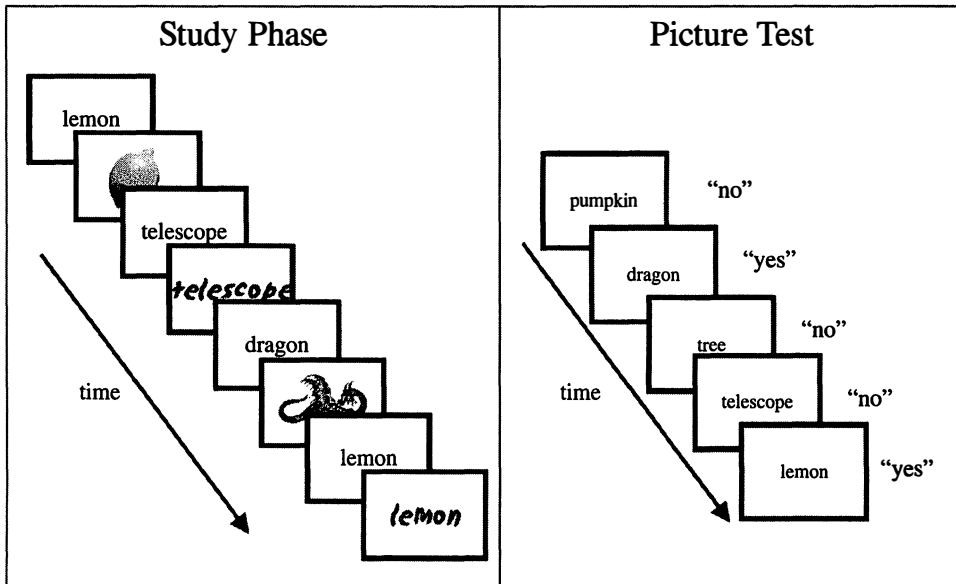 Study Phase
lemon
telescope
telescope
dragon
time
lemon
lemon
Picture Test
pumpkin
“no”
dragon
“yes”
tree
“no”
time
telescope
“no”
lemon
“yes”